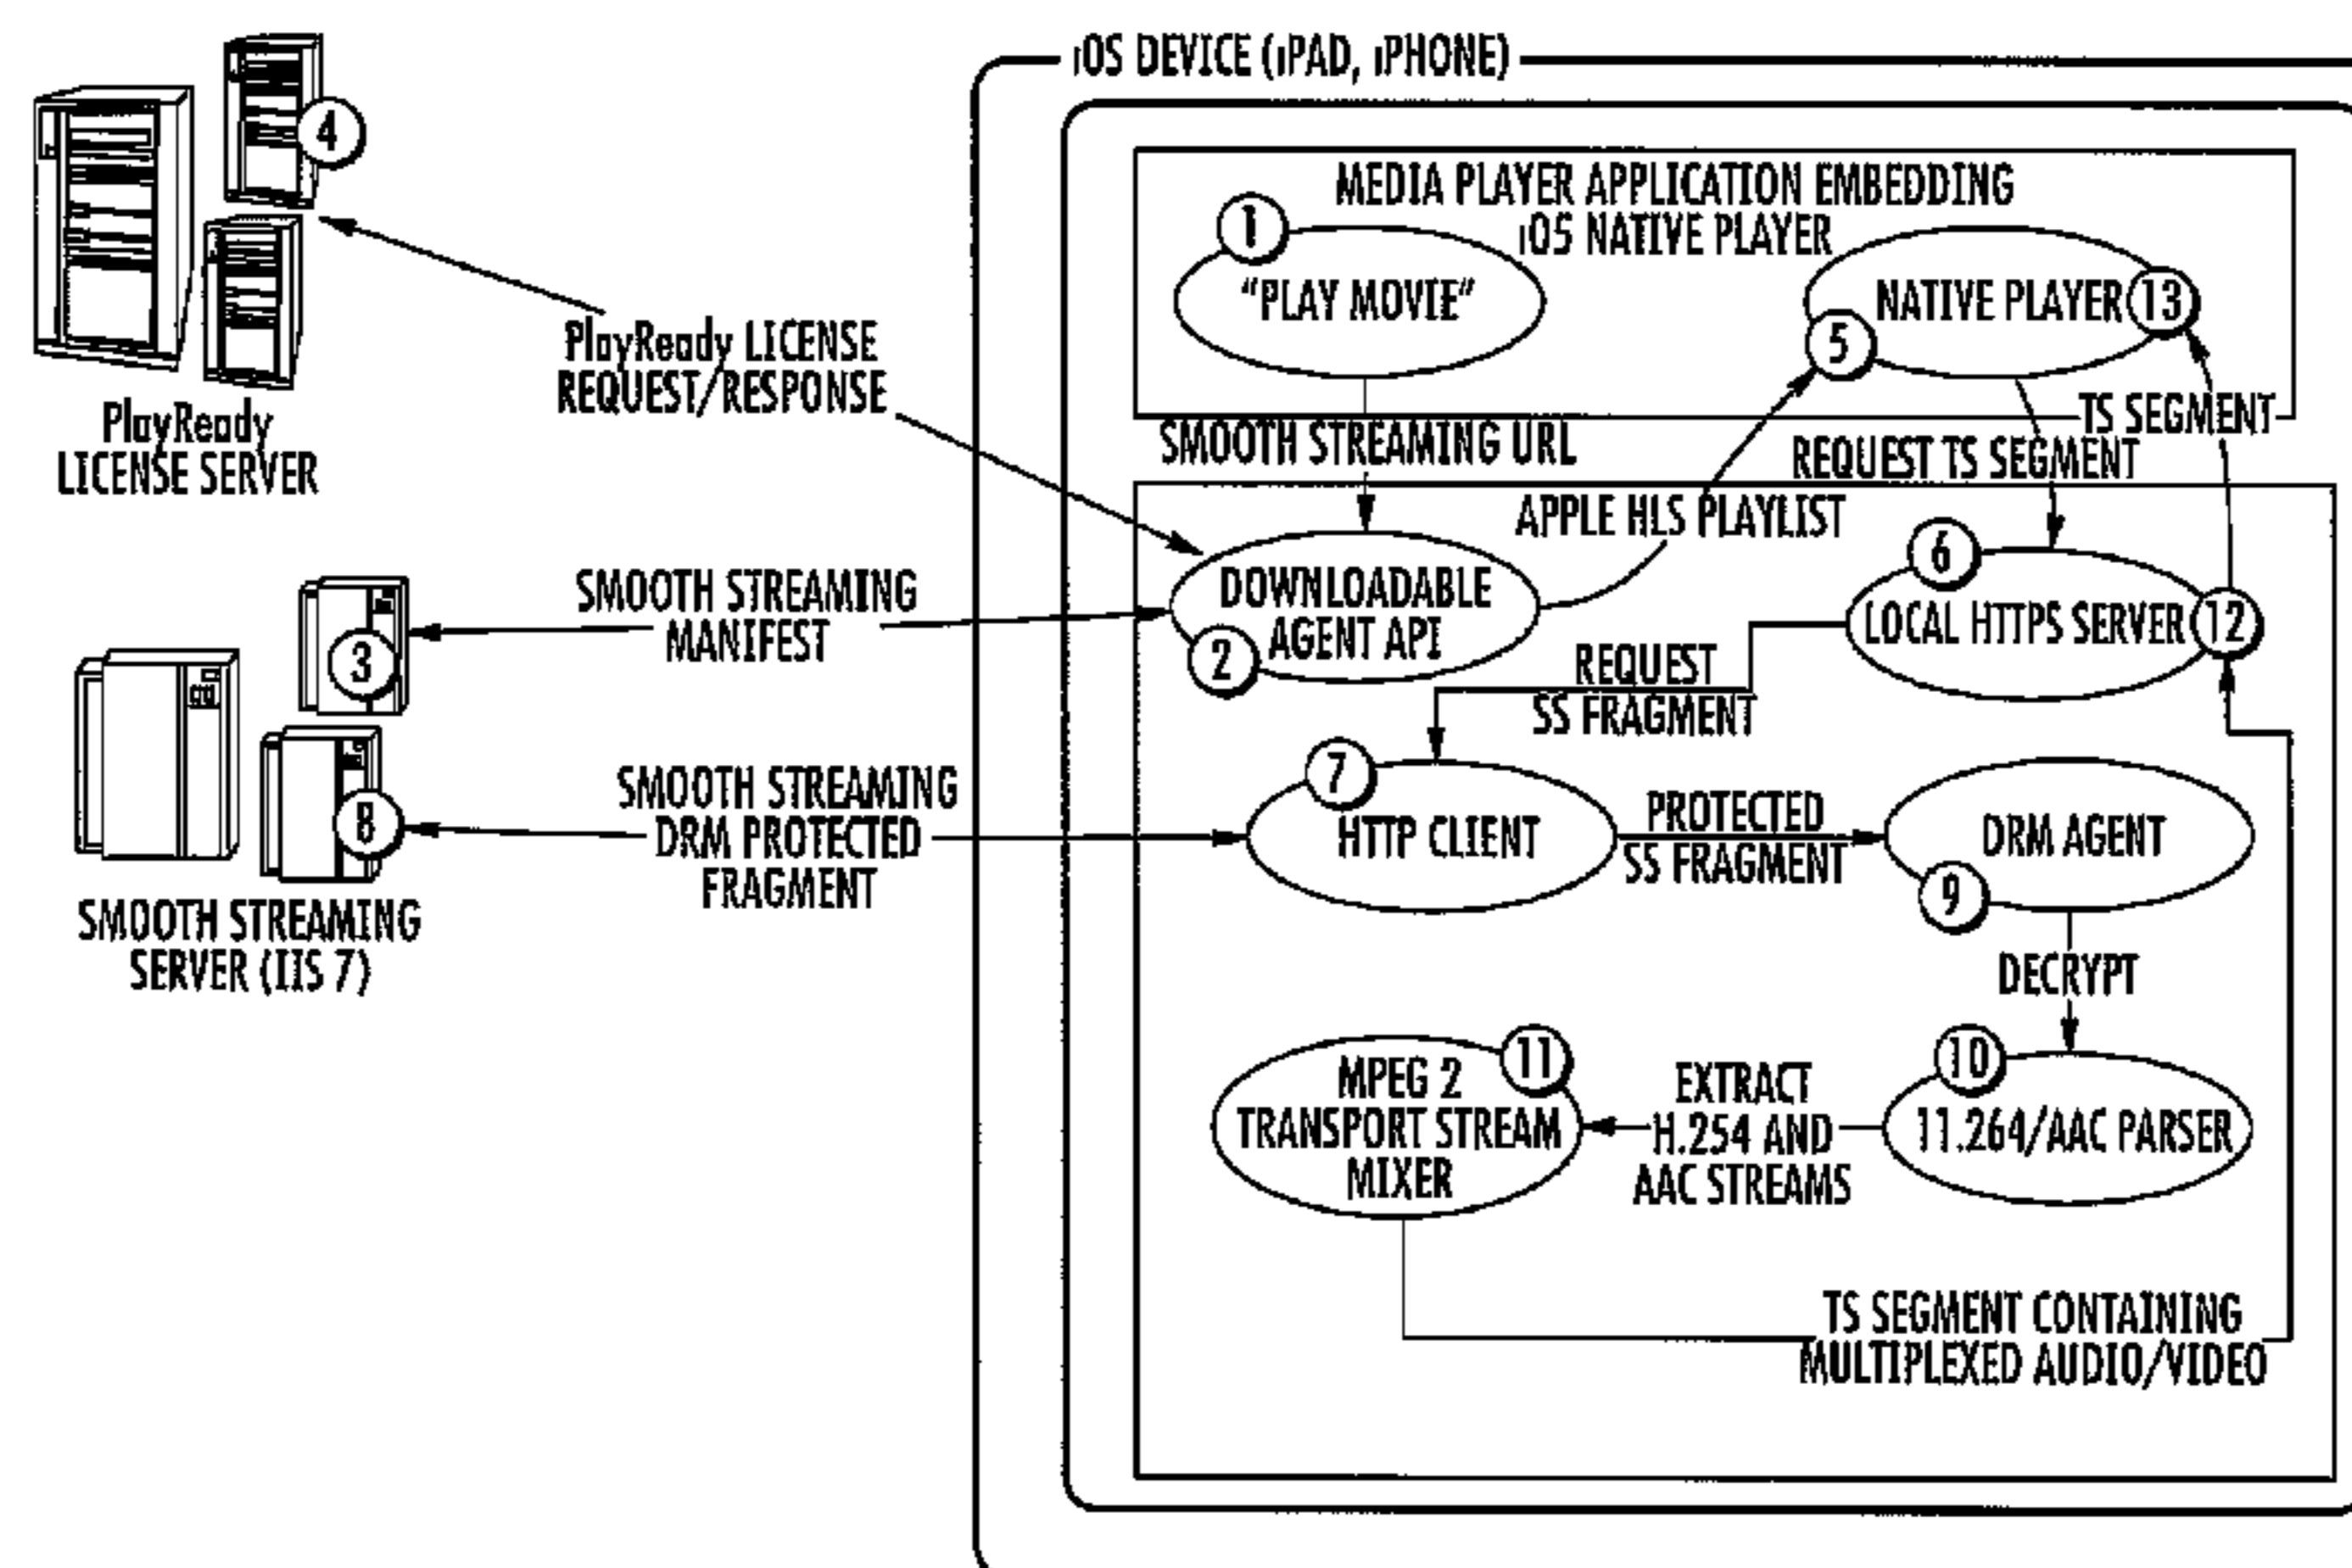 iOS DEVICE (iPAD, iPHONE)
4
MEDIA PLAYER APPLICATION EMBEDDING
iOS NATIVE PLAYER
1
"PLAY MOVIE"
NATIVE PLAYER
13
5
PlayReady LICENSE
REQUEST/RESPONSE
PlayReady
LICENSE SERVER
SMOOTH STREAMING URL
TS SEGMENT
REQUEST TS SEGMENT
APPLE HLS PLAYLIST
SMOOTH STREAMING
MANIFEST
3
DOWNLOADABLE
AGENT API
2
6
LOCAL HTTPS SERVER
12
REQUEST
SS FRAGMENT
SMOOTH STREAMING
DRM PROTECTED
FRAGMENT
8
7
HTTP CLIENT
PROTECTED
SS FRAGMENT
DRM AGENT
9
SMOOTH STREAMING
SERVER (IIS 7)
DECRYPT
MPEG 2
TRANSPORT STREAM
MIXER
11
EXTRACT
H.254 AND
AAC STREAMS
10
11.264/AAC PARSER
TS SEGMENT CONTAINING
MULTIPLEXED AUDIO/VIDEO